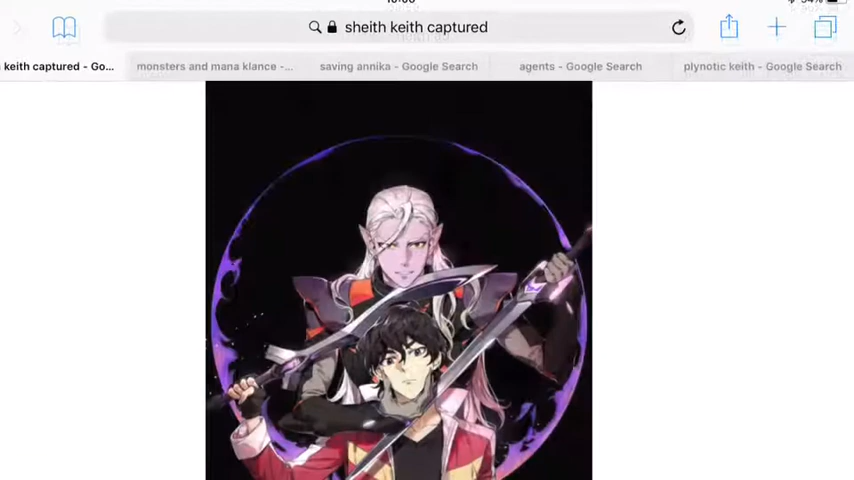 sheith keith captured
keith captured - Go...
monsters and mana klance -...
saving annika - Google Search
agents - Google Search
plynotic keith - Google Search